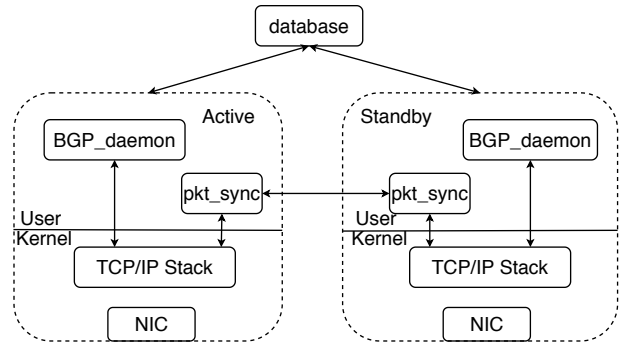 database
Active
Standby
BGP_daemon
BGP_daemon
pkt_sync
pkt_sync
User
User
Kernel
Kernel
TCP/IP Stack
TCP/IP Stack
NIC
NIC